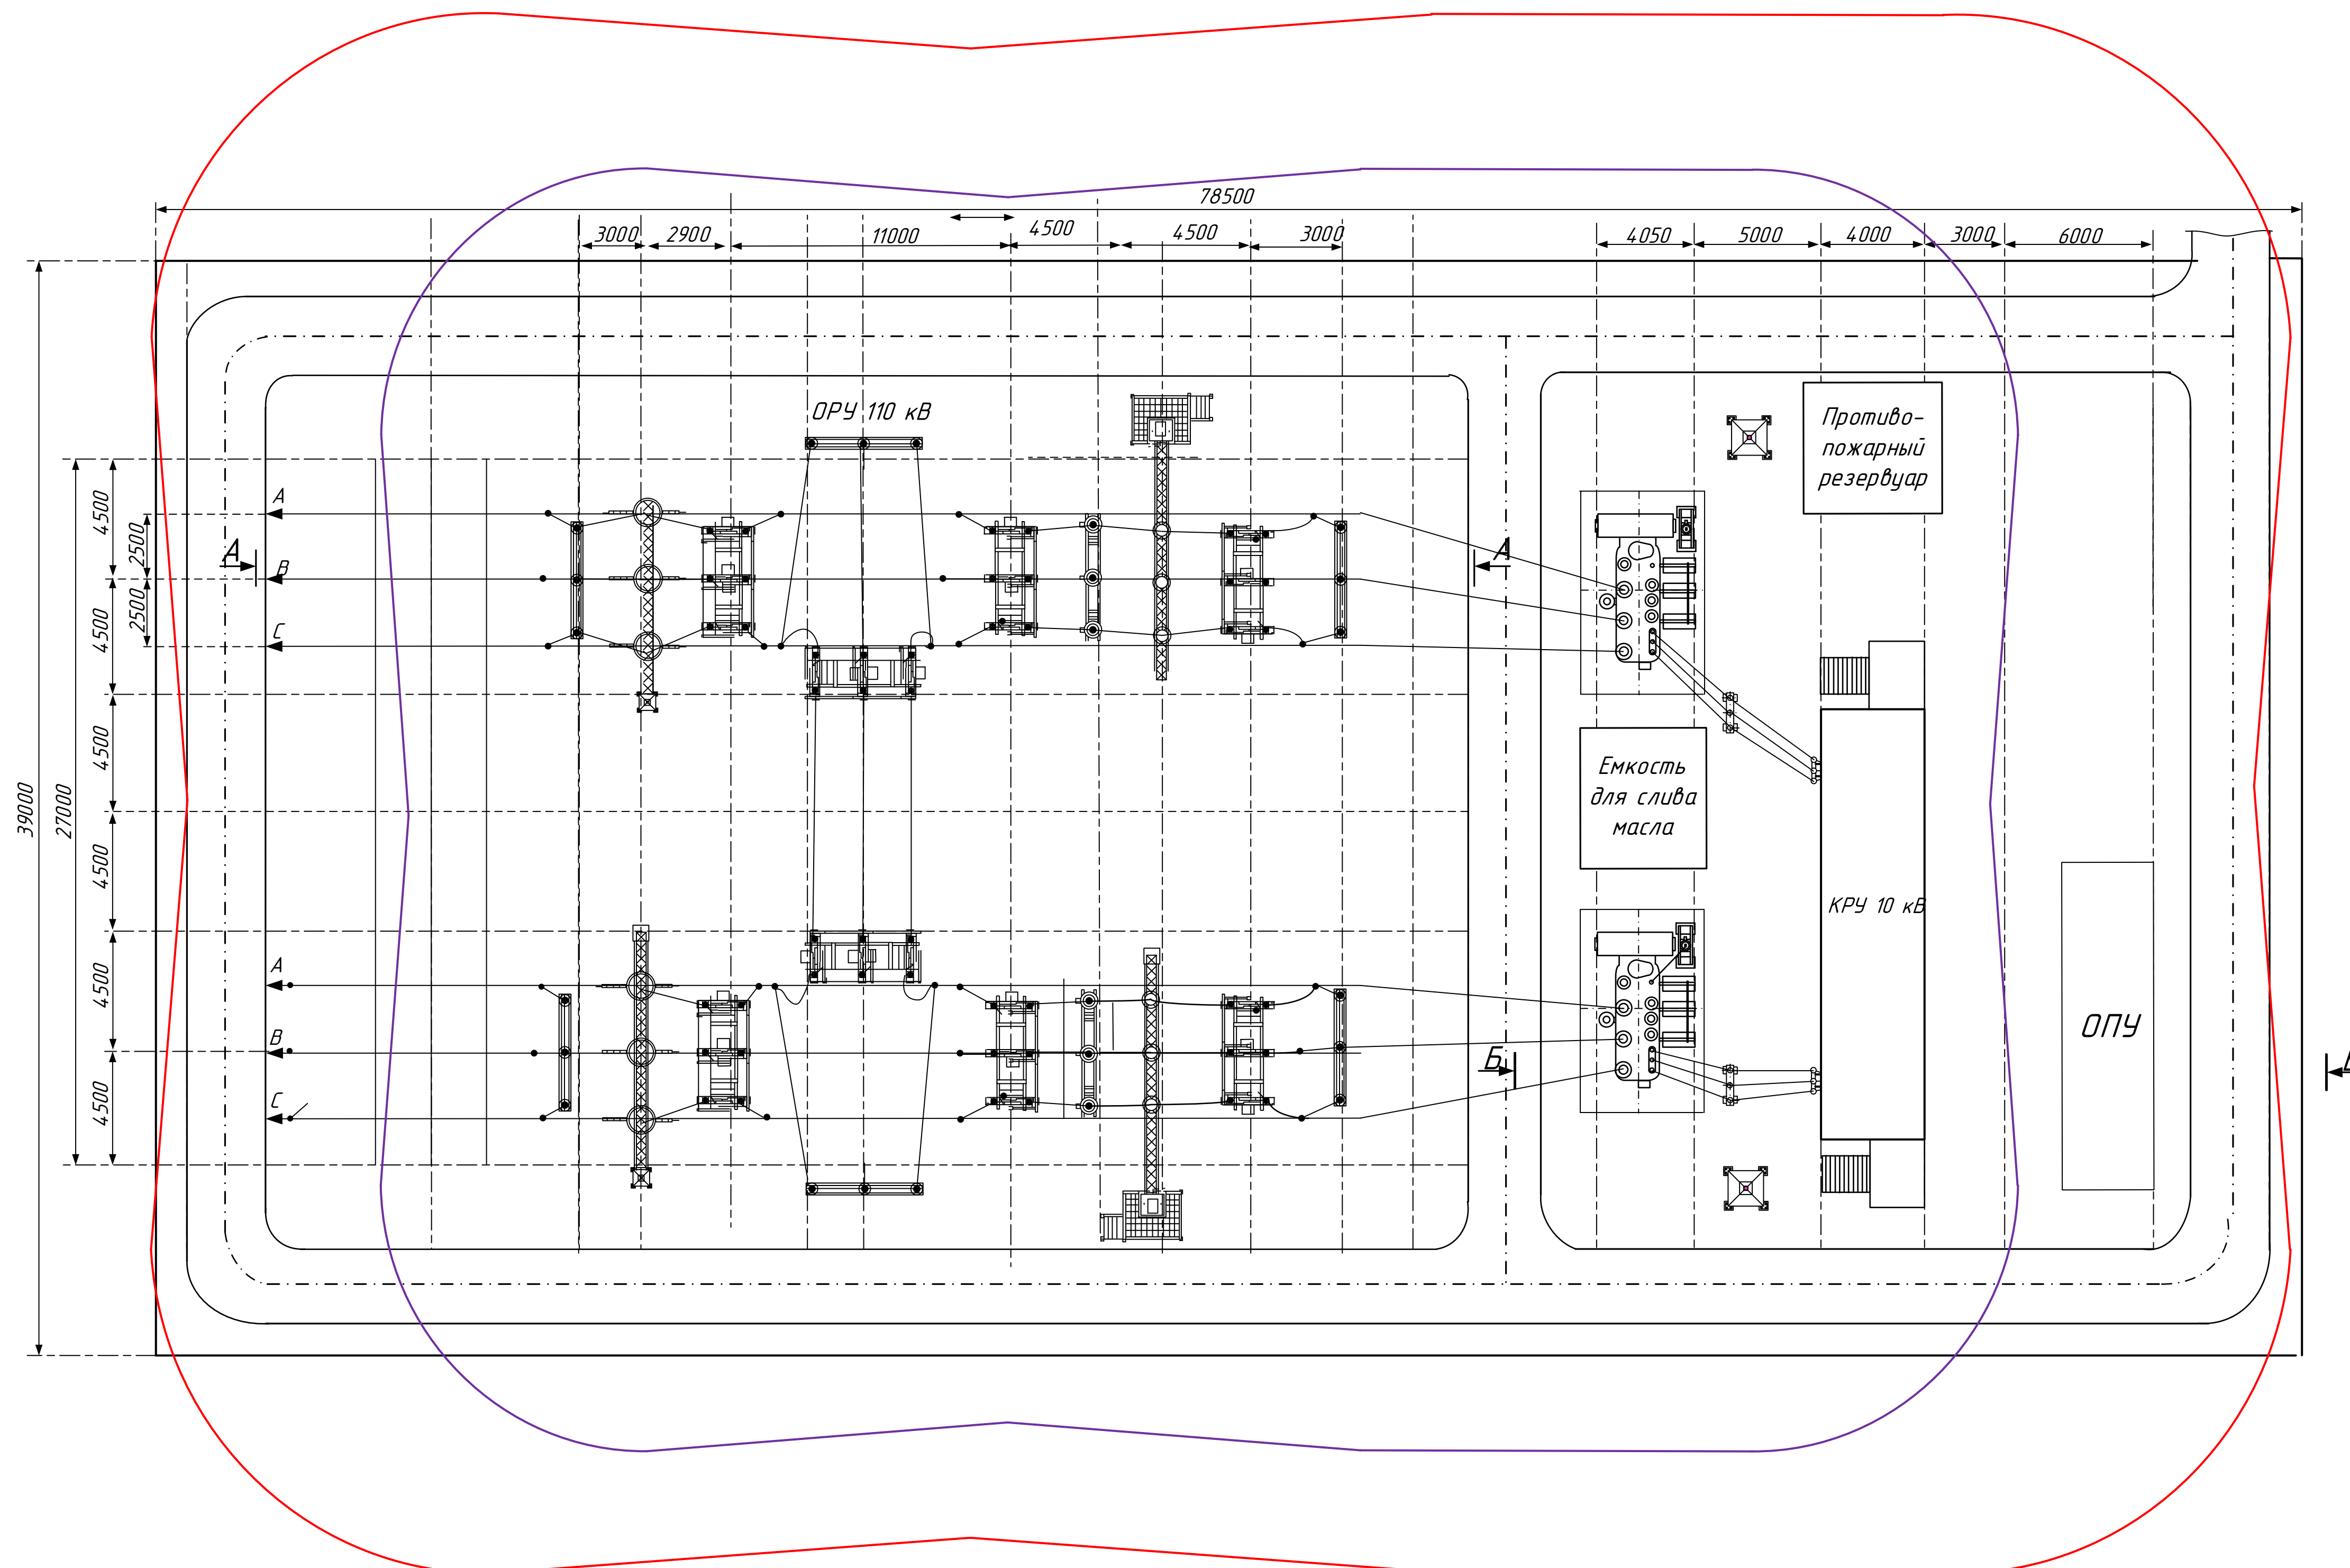 78500
3000
2900
11000
4500
4500
3000
4050
5000
4000
3000
6000
ОРУ 110 кВ
Противо-
пожарный
резервуар
39000
27000
4500
4500
4500
4500
4500
4500
2500
2500
А
В
С
А
А
Емкость
для слива
масла
КРУ 10 кВ
ОПУ
А
В
С
Б